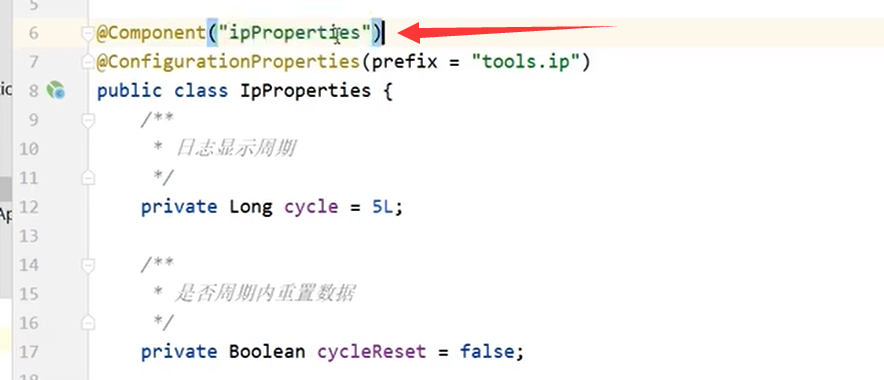 5
6 @Component("ipProperties")
7 @ConfigurationProperties(prefix = "tools.ip")
8 public class IpProperties {
9 /**
10 * 日志显示周期
11 */
12 private Long cycle = 5L;
13
14 /**
15 * 是否周期内重置数据
16 */
17 private Boolean cycleReset = false;
18